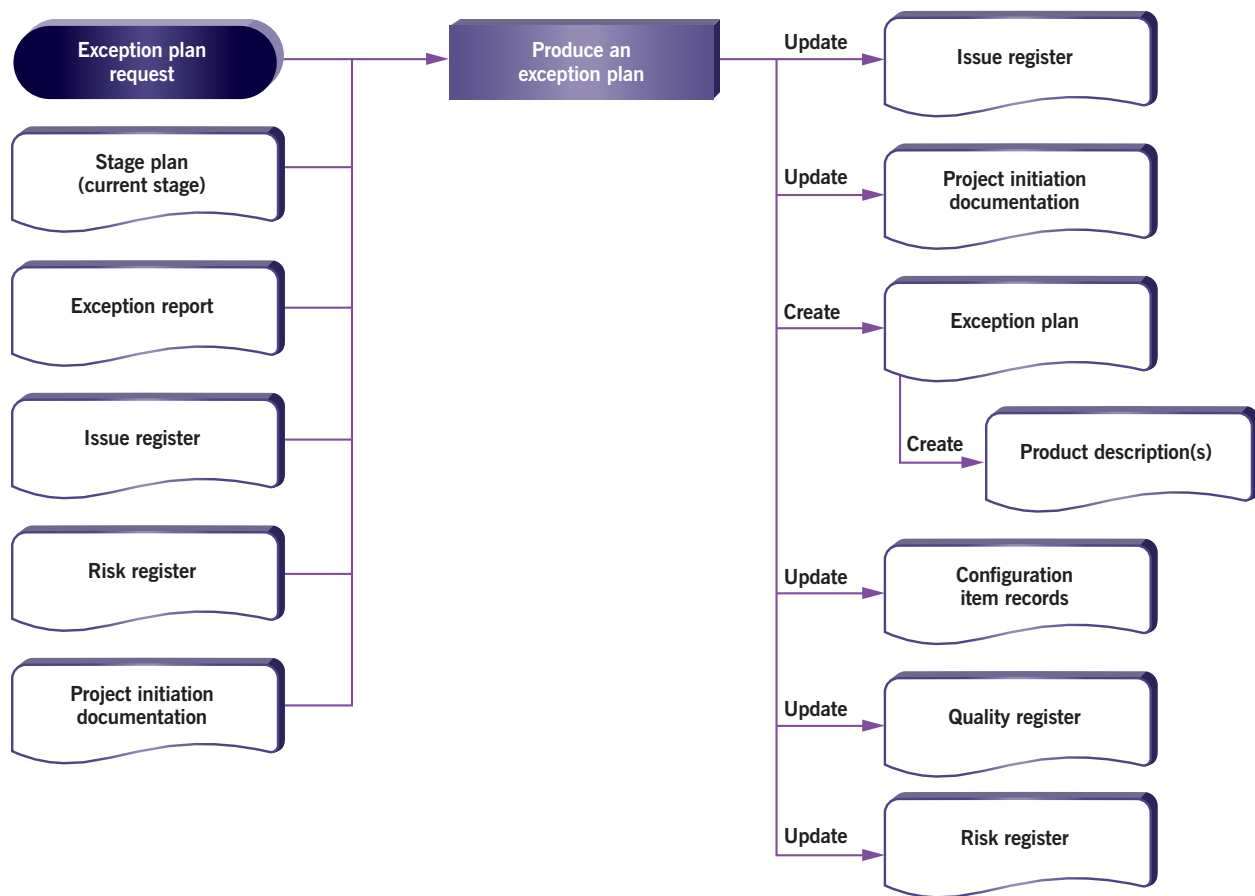 Exception plan
request
Stage plan
(current stage)
Exception report
Issue register
Risk register
Project initiation
documentation
Produce an
exception plan
Update
Issue register
Update
Project initiation
documentation
Create
Exception plan
Create
Product description(s)
Update
Configuration
item records
Update
Quality register
Update
Risk register